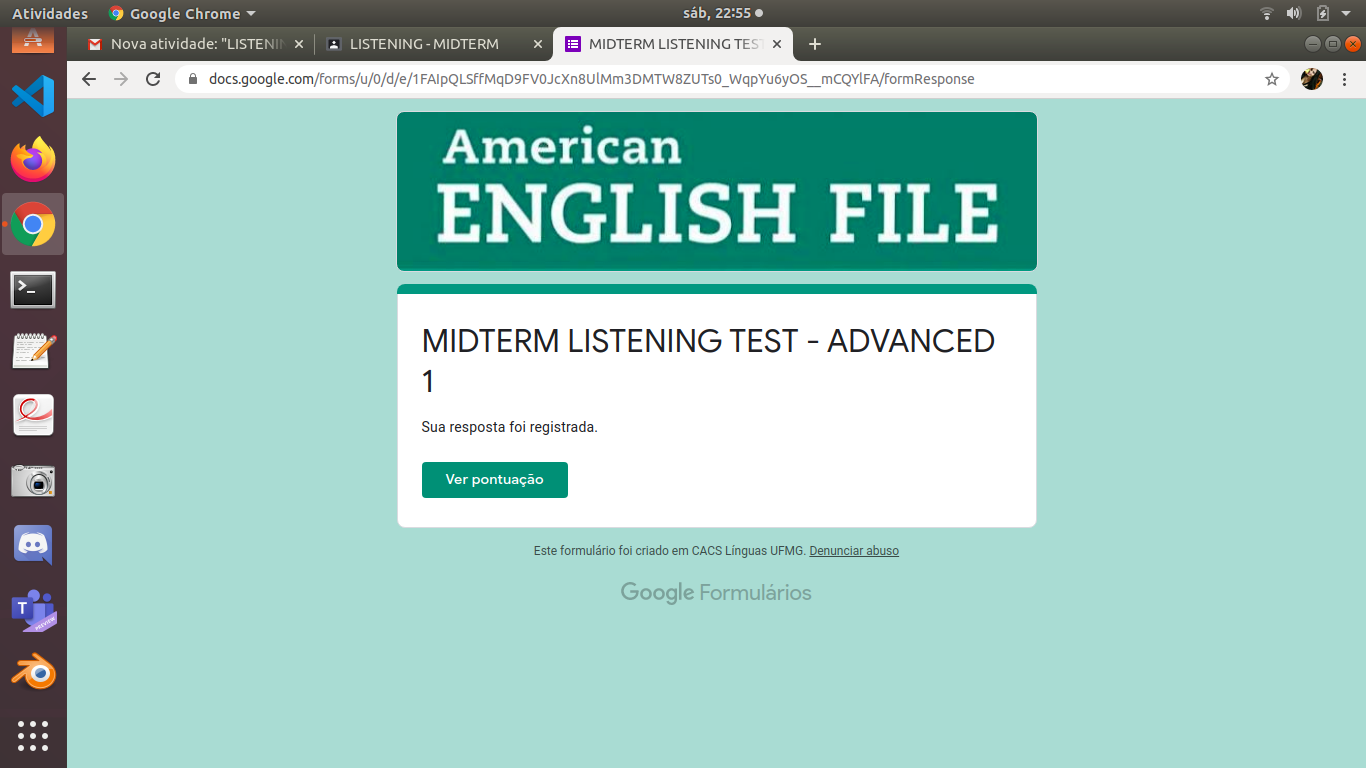 Atividades
Google Chrome
sáb, 22:55
Nova atividade: "LISTENIN
LISTENING - MIDTERM
MIDTERM LISTENING TEST
docs.google.com/forms/u/0/d/e/1FAIpQLSffMqD9FV0JcXn8UlMm3DMTW8ZUTs0_WqpYu6yOS__mCQYlFA/formResponse
American
ENGLISH FILE
MIDTERM LISTENING TEST - ADVANCED
1
Sua resposta foi registrada.
Ver pontuação
Este formulário foi criado em CACS Línguas UFMG. Denunciar abuso
Google Formulários
T
PREVIEW